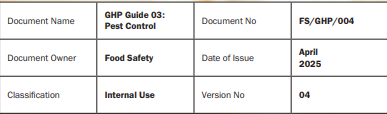 Document Name GHP Guide 03: Document No FS/GHP/004
Pest Control
Document Owner Food Safety Date of Issue April
2025
Classification Internal Use Version No 04